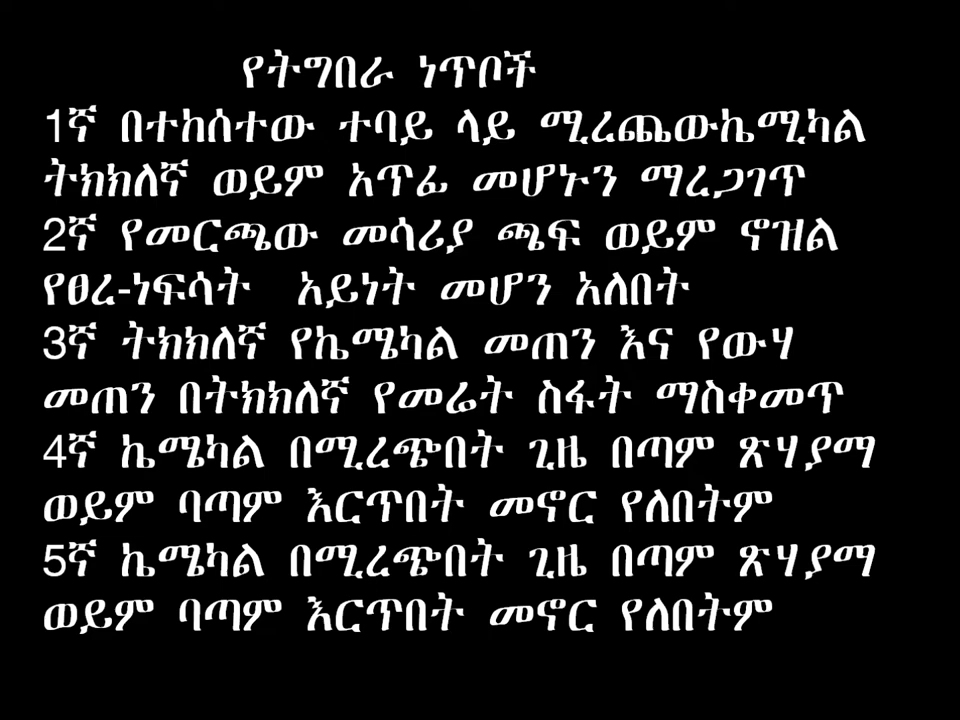 የትግበራ ነጥቦች
1ኛ በተከሰተው ተባይ ላይ ሚረጨውኬሚካል
ትክክለኛ ወይም አጥፊ መሆኑን ማረጋገጥ
2ኛ የመርጫው መሳሪያ ጫፍ ወይም ኖዝል
የፀረ-ነፍሳት አይነት መሆን አለበት
3ኛ ትክክለኛ የኬሜካል መጠን እና የውሃ
መጠን በትክክለኛ የመሬት ስፋት ማስቀመጥ
4ኛ ኬሜካል በሚረጭበት ጊዜ በጣም ጽሃያማ
ወይም ባጣም እርጥበት መኖር የለበትም
5ኛ ኬሜካል በሚረጭበት ጊዜ በጣም ጽሃያማ
ወይም ባጣም እርጥበት መኖር የለበትም